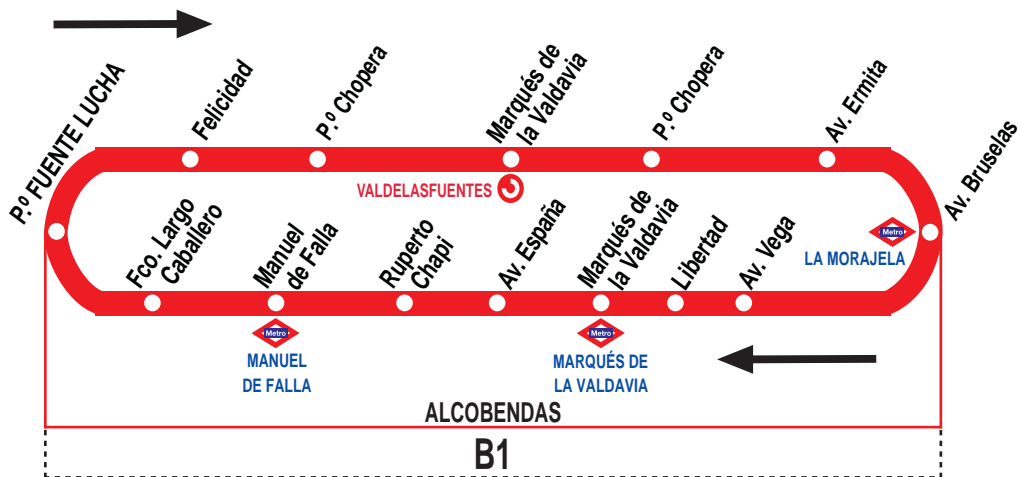 P.º FUENTE LUCHA
Felicidad
P.º Chopera
Marqués de
la Valdavia
P.º Chopera
Av. Ermita
Av. Bruselas
VALDELASFUENTES
Metro
LA MORAJELA
Fco. Largo
Caballero
Manuel
de Falla
Ruperto
Chapi
Av. España
Marqués de
la Valdavia
Libertad
Av. Vega
Metro
MANUEL
DE FALLA
Metro
MARQUÉS DE
LA VALDAVIA
ALCOBENDAS
B1